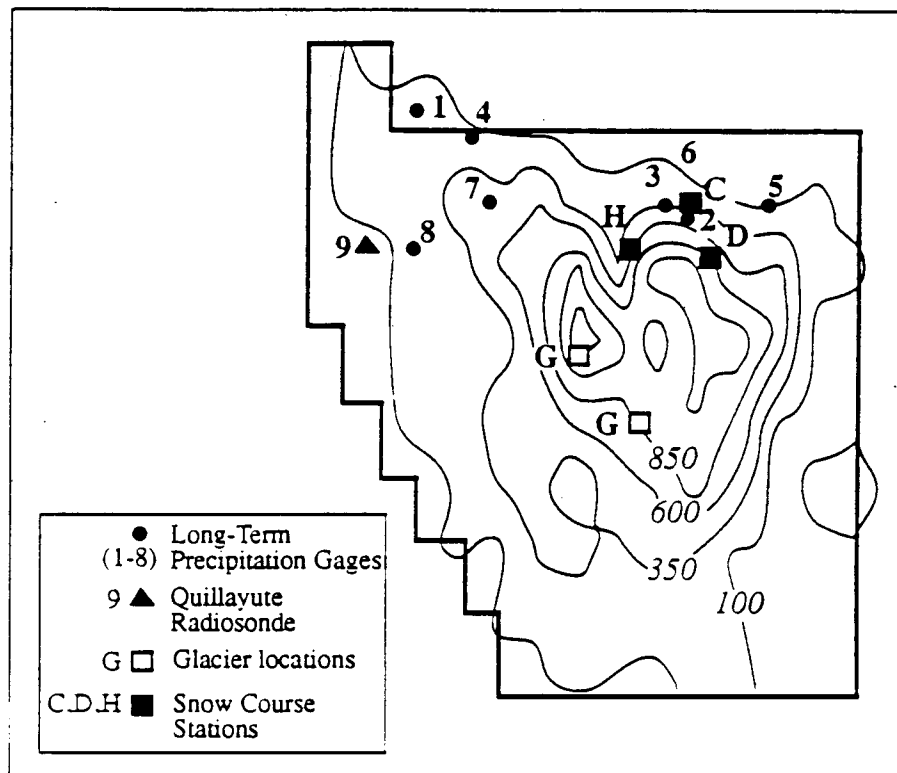 1
4
6
7
3
C
5
H
2
D
9
8
G
G
850
600
350
100
Long-Term
(1-8) Precipitation Gages
9 Quillayute
Radiosonde
G Glacier locations
C.D.H Snow Course
Stations